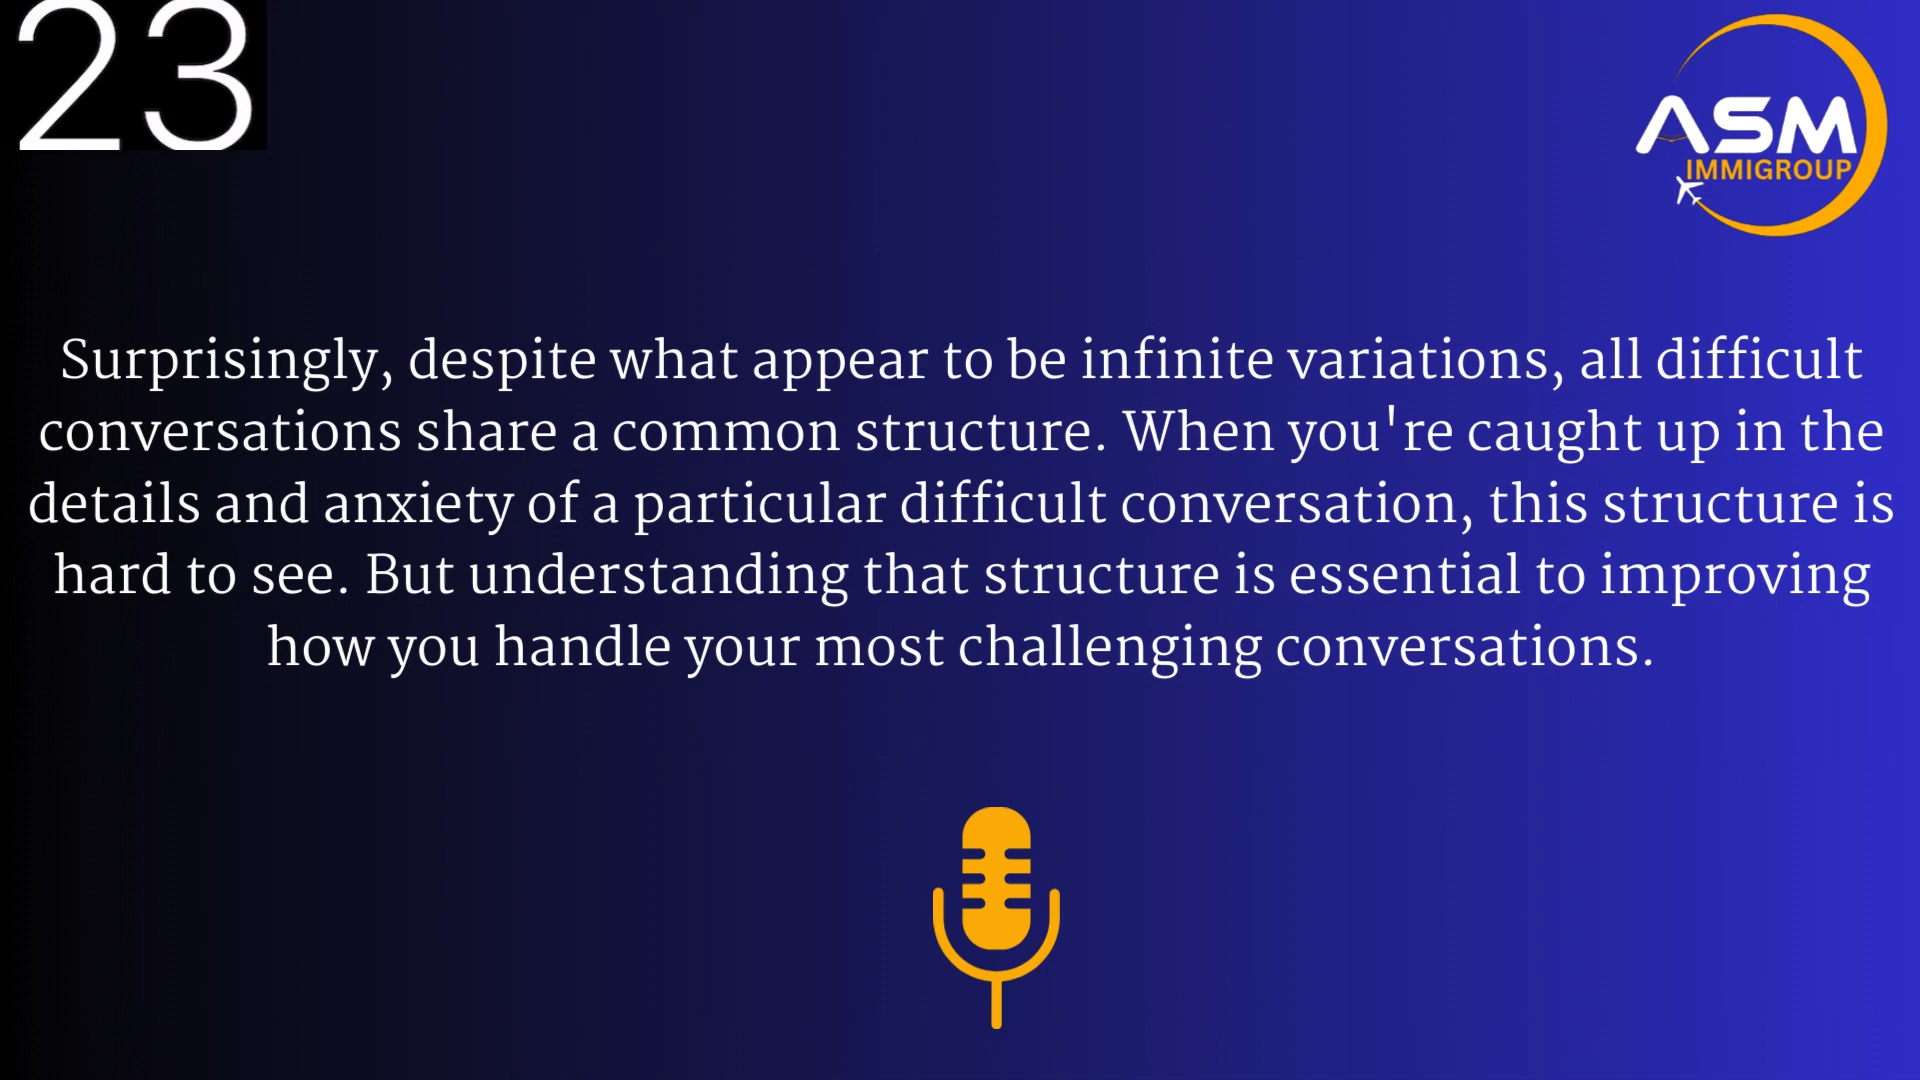 23
ASM
IMMIGROUP
Surprisingly, despite what appear to be infinite variations, all difficult
conversations share a common structure. When you're caught up in the
details and anxiety of a particular difficult conversation, this structure is
hard to see. But understanding that structure is essential to improving
how you handle your most challenging conversations.